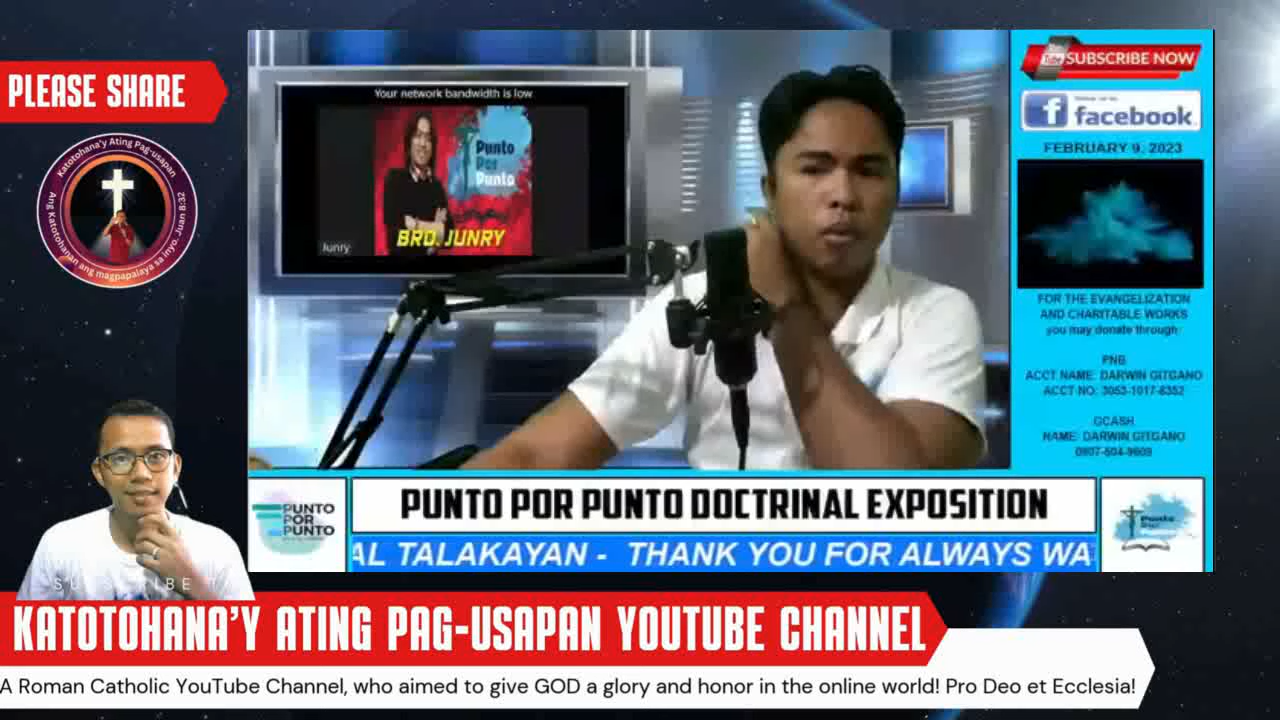 PLEASE SHARE
Katotohana'y Ating Pag-usapan
Ang Katotohanan ang magpapalaya sa inyo. Juan 8:32
Your network bandwidth is low
Punto
Por
Punto
BRO. JUNRY
Junry
SUBSCRIBE NOW
facebook
FEBRUARY 9, 2023
FOR THE EVANGELIZATION
AND CHARITABLE WORKS
you may donate through
PNB
ACCT NAME: DARWIN GITGANO
ACCT NO: 3053-1017-8352
GCASH
NAME: DARWIN GITGANO
PUNTO
POR
PUNTO
PUNTO POR PUNTO DOCTRINAL EXPOSITION
AL TALAKAYAN - THANK YOU FOR ALWAYS WA
Punto
Por
KATOTOHANA'Y ATING PAG-USAPAN YOUTUBE CHANNEL
A Roman Catholic YouTube Channel, who aimed to give GOD a glory and honor in the online world! Pro Deo et Ecclesia!